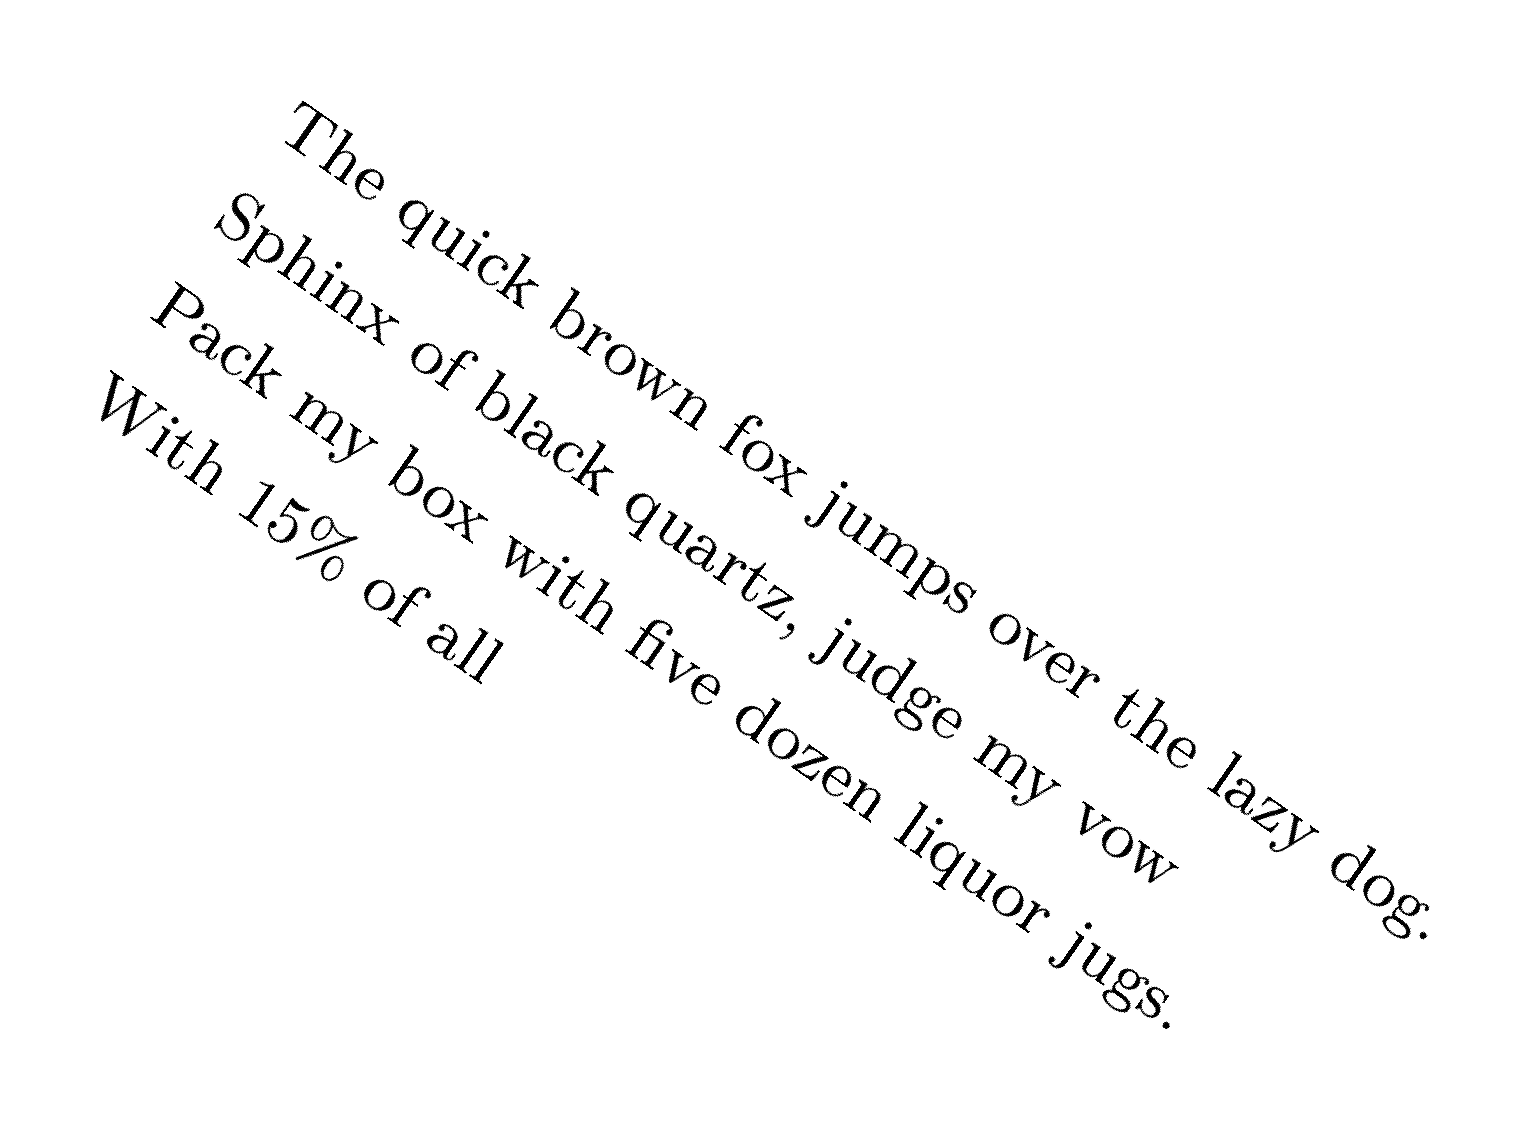 The quick brown fox jumps over the lazy dog.
Sphinx of black quartz, judge my vow
Pack my box with five dozen liquor jugs.
With 15% of all